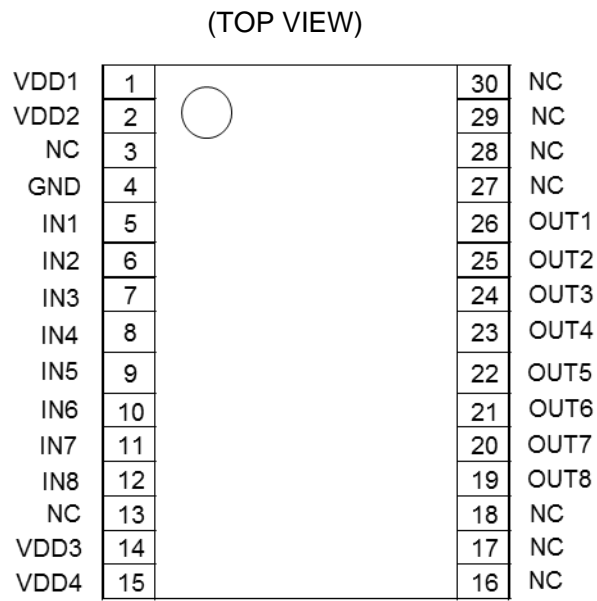 (TOP VIEW)
VDD1 1 30 NC
VDD2 2 29 NC
NC 3 28 NC
GND 4 27 NC
IN1 5 26 OUT1
IN2 6 25 OUT2
IN3 7 24 OUT3
IN4 8 23 OUT4
IN5 9 22 OUT5
IN6 10 21 OUT6
IN7 11 20 OUT7
IN8 12 19 OUT8
NC 13 18 NC
VDD3 14 17 NC
VDD4 15 16 NC